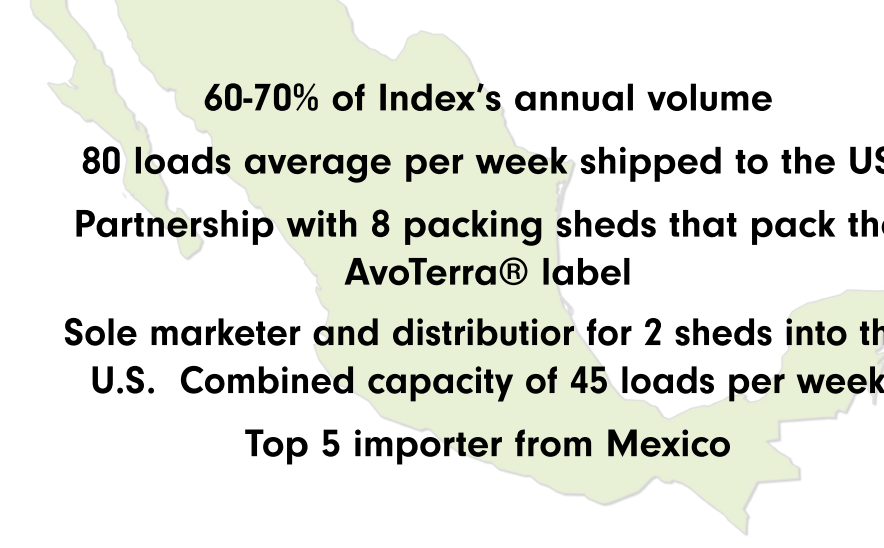 60-70% of Index’s annual volume
80 loads average per week shipped to the US
Partnership with 8 packing sheds that pack the
AvoTerra® label
Sole marketer and distributior for 2 sheds into th
U.S. Combined capacity of 45 loads per week
Top 5 importer from Mexico